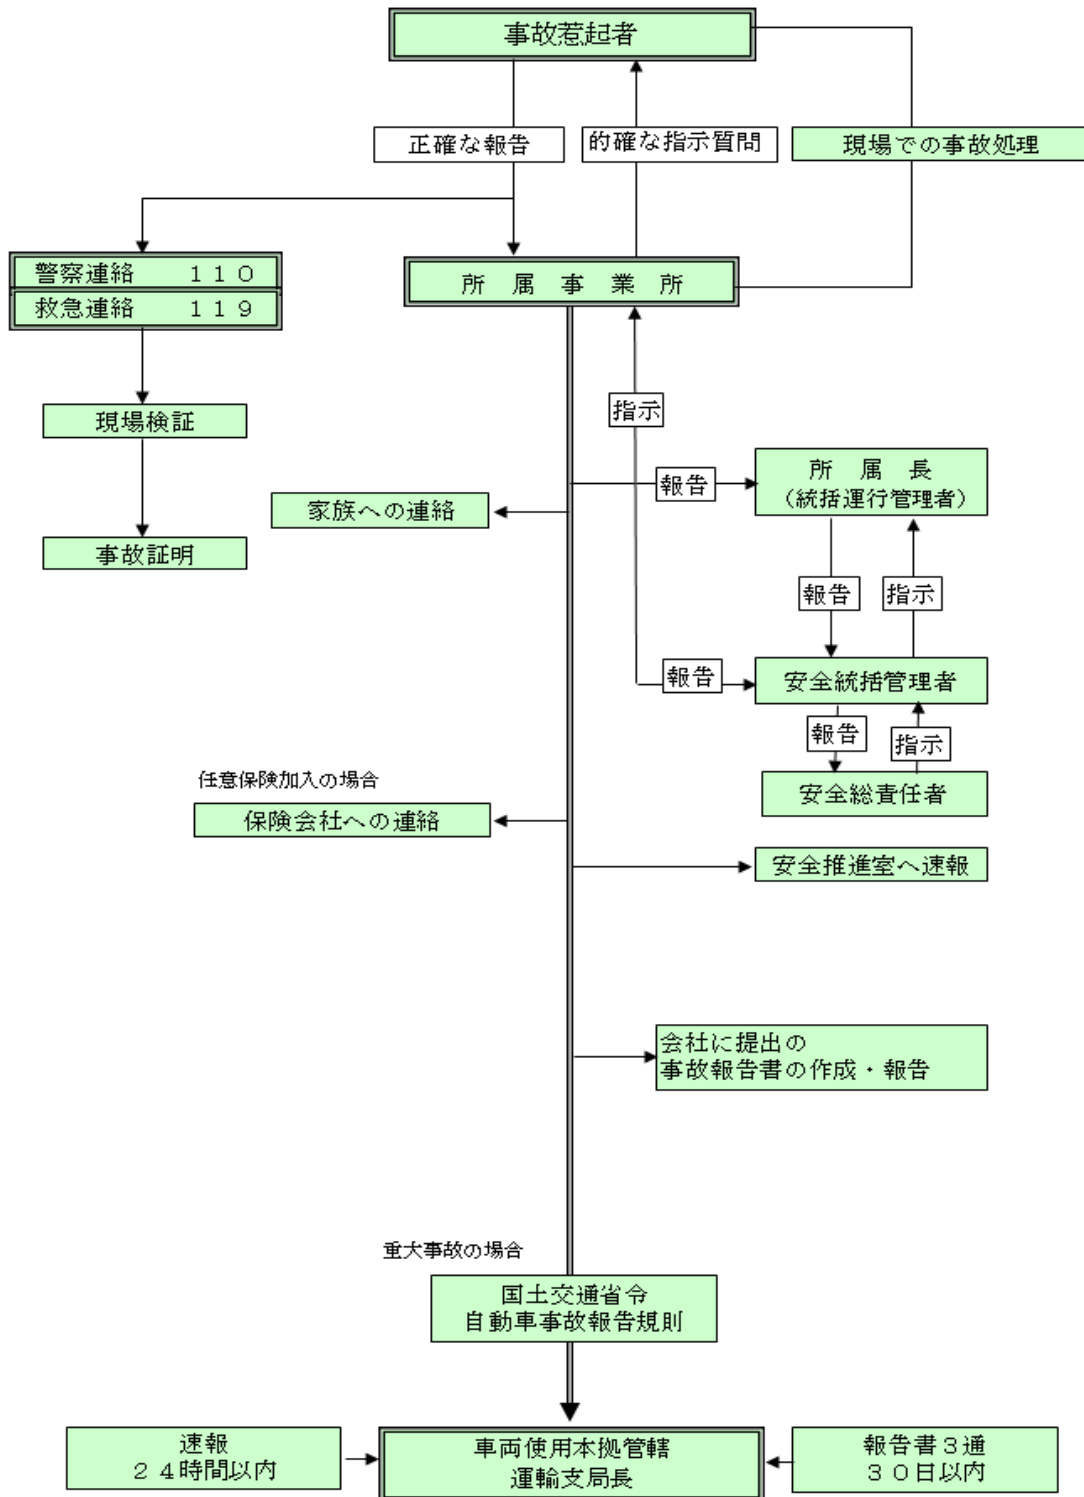 事故惹起者
正確な報告
的確な指示質問
現場での事故処理
警察連絡　　１１０
救急連絡　　１１９
所　属　事　業　所
現場検証
指示
所　属　長
（統括運行管理者）
報告
家族への連絡
事故証明
報告
指示
報告
安全統括管理者
報告
指示
任意保険加入の場合
安全総責任者
保険会社への連絡
安全推進室へ速報
会社に提出の
事故報告書の作成・報告
重大事故の場合
国土交通省令
自動車事故報告規則
速報
２４時間以内
車両使用本拠管轄
運輸支局長
報告書３通
３０日以内